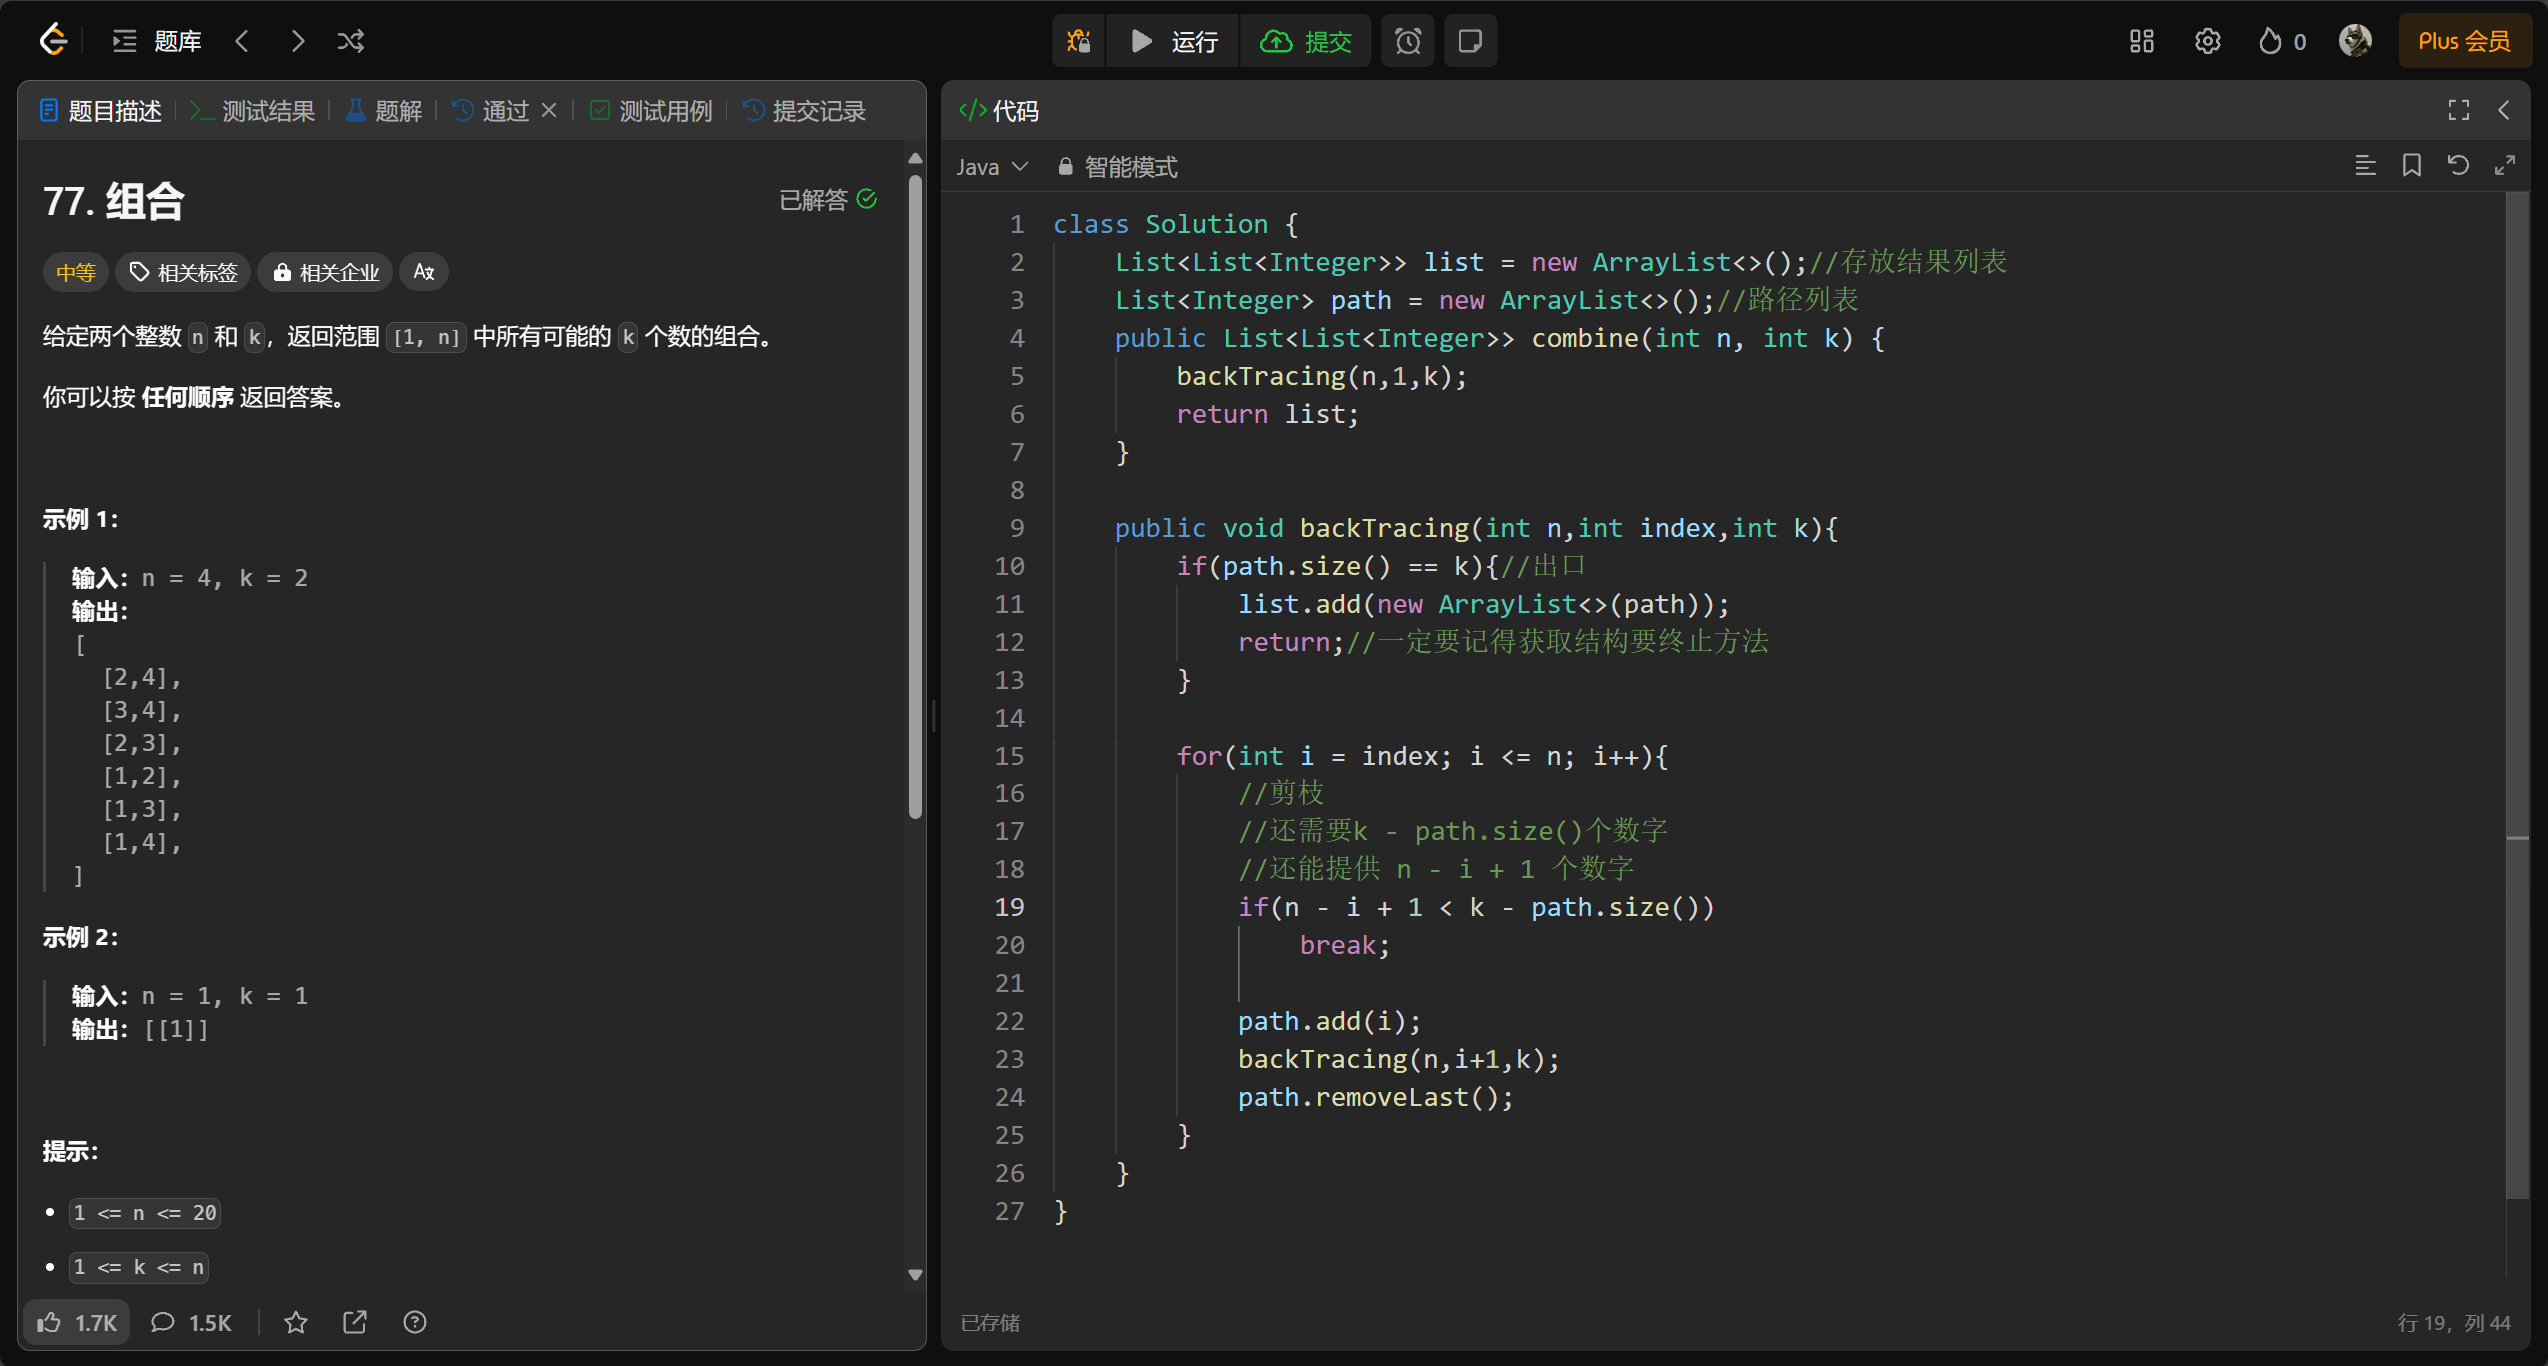 题库
运行
提交
0
Plus 会员
题目描述
测试结果
题解
通过
测试用例
提交记录
77. 组合
已解答
中等
相关标签
相关企业
给定两个整数 n 和 k，返回范围 [1, n] 中所有可能的 k 个数的组合。
你可以按 任何顺序 返回答案。
示例 1：
输入：n = 4, k = 2
输出：
[
[2,4],
[3,4],
[2,3],
[1,2],
[1,3],
[1,4],
]
示例 2：
输入：n = 1, k = 1
输出：[[1]]
提示：
1 <= n <= 20
1 <= k <= n
1.7K
1.5K
</>代码
Java
智能模式
1 class Solution {
2     List<List<Integer>> list = new ArrayList<>();//存放结果列表
3     List<Integer> path = new ArrayList<>();//路径列表
4     public List<List<Integer>> combine(int n, int k) {
5         backTracing(n,1,k);
6         return list;
7     }
8
9     public void backTracing(int n,int index,int k){
10         if(path.size() == k){//出口
11             list.add(new ArrayList<>(path));
12             return;//一定要记得获取结构要终止方法
13         }
14
15         for(int i = index; i <= n; i++){
16             //剪枝
17             //还需要k - path.size()个数字
18             //还能提供 n - i + 1 个数字
19             if(n - i + 1 < k - path.size())
20                 break;
21
22             path.add(i);
23             backTracing(n,i+1,k);
24             path.removeLast();
25         }
26     }
27 }
已存储
行 19，列 44